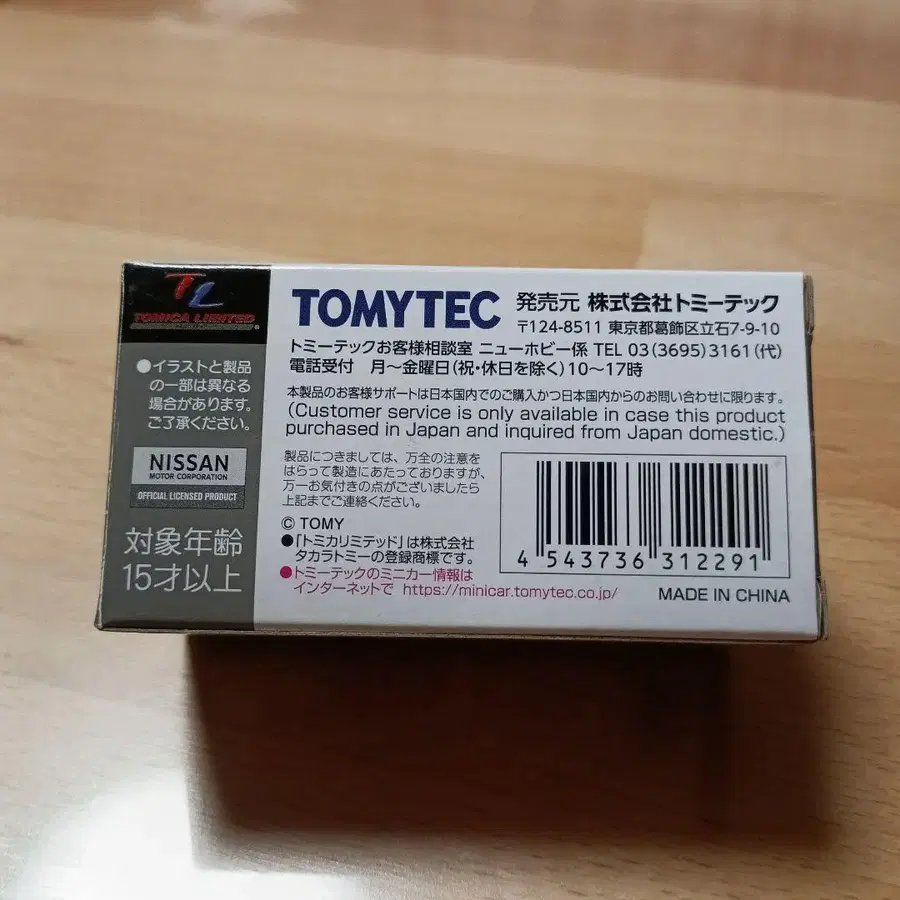 TL
TOMICA LIMITED
●イラストと製品
の一部は異なる
場合があります。
ご了承ください。
NISSAN
MOTOR CORPORATION
OFFICIAL LICENSED PRODUCT
対象年齢
15才以上
TOMYTEC 発売元 株式会社トミーテック
〒124-8511 東京都葛飾区立石7-9-10
トミーテックお客様相談室 ニューホビー係 TEL 03(3695)3161(代)
電話受付 月〜金曜日(祝・休日を除く)10〜17時
本製品のお客様サポートは日本国内でのご購入かつ日本国内からのお問い合わせに限ります。
(Customer service is only available in case this product
purchased in Japan and inquired from Japan domestic.)
製品につきましては、万全の注意を
はらって製造にあたっておりますが、
万一お気付きの点がございましたら
上記までご連絡ください。
© TOMY
●「トミカリミテッド」は株式会社
タカラトミーの登録商標です。
●トミーテックのミニカー情報は
インターネットで https://minicar.tomytec.co.jp/
4 543736 312291
MADE IN CHINA